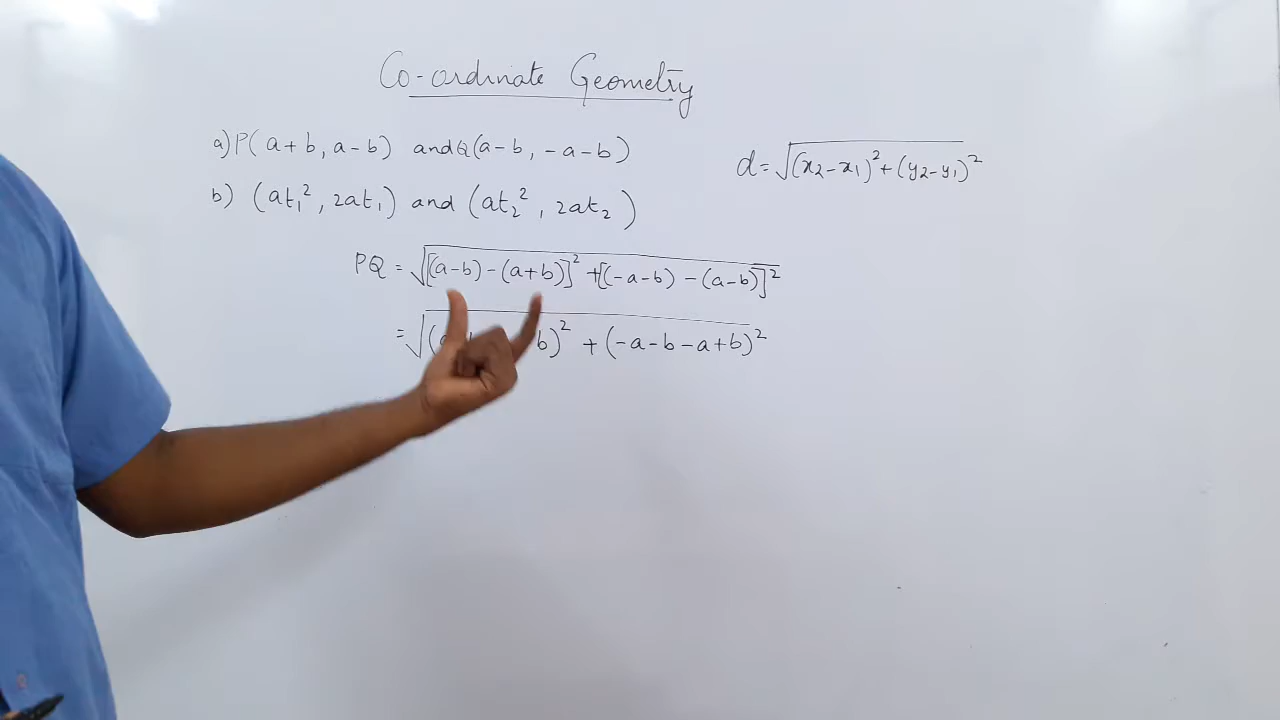 Co-ordinate Geometry
a) P(a+b, a-b) and Q(a-b, -a-b)
d = √(x₂-x₁)²+(y₂-y₁)²
b) (at₁², 2at₁) and (at₂², 2at₂)
PQ = √[(a-b)-(a+b)]² +[(-a-b) -(a-b)]²
= √( b)² + (-a-b-a+b)²